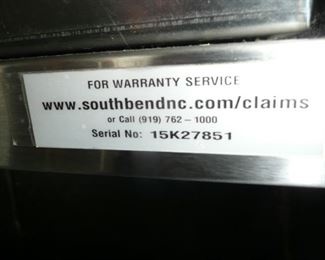 FOR WARRANTY SERVICE
www.southbendnc.com/claims
or Call (919) 762-1000
Serial No: 15K27851